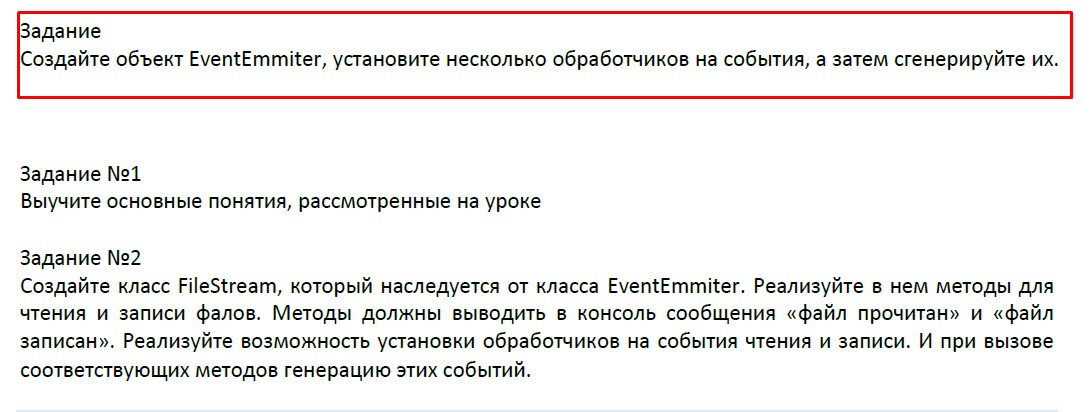 Задание
Создайте объект EventEmmiter, установите несколько обработчиков на события, а затем сгенерируйте их.
Задание №1
Выучите основные понятия, рассмотренные на уроке
Задание №2
Создайте класс FileStream, который наследуется от класса EventEmmiter. Реализуйте в нем методы для
чтения и записи фалов. Методы должны выводить в консоль сообщения «файл прочитан» и «файл
записан». Реализуйте возможность установки обработчиков на события чтения и записи. И при вызове
соответствующих методов генерацию этих событий.